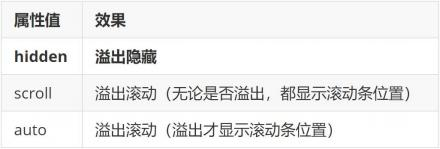 属性值 效果
hidden 溢出隐藏
scroll 溢出滚动（无论是否溢出，都显示滚动条位置）
auto 溢出滚动（溢出才显示滚动条位置）